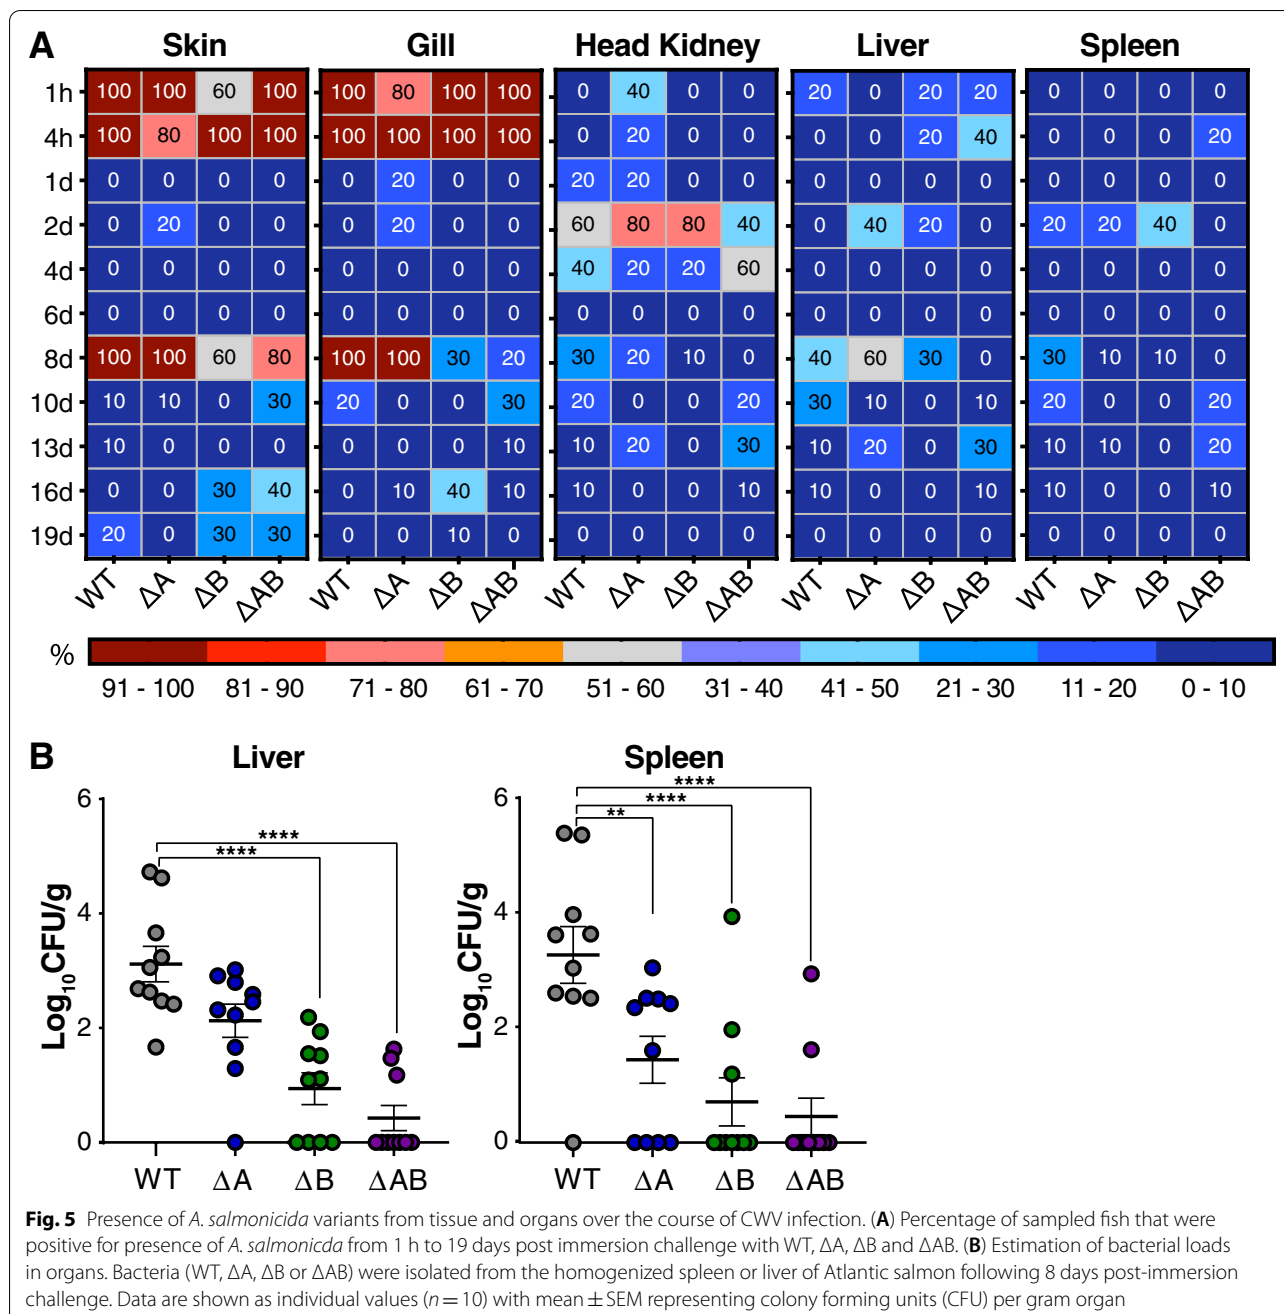 A
Skin Gill Head Kidney Liver Spleen
1h 100 100 60 100 100 80 100 100 0 40 0 0 20 0 20 20 0 0 0 0
4h 100 80 100 100 100 100 100 100 0 20 0 0 0 0 20 40 0 0 0 20
1d 0 0 0 0 0 20 0 0 20 20 0 0 0 0 0 0 0 0 0 0
2d 0 20 0 0 0 20 0 0 60 80 80 40 0 40 20 0 20 20 40 0
4d 0 0 0 0 0 0 0 0 40 20 20 60 0 0 0 0 0 0 0 0
6d 0 0 0 0 0 0 0 0 0 0 0 0 0 0 0 0 0 0 0 0
8d 100 100 60 80 100 100 30 20 30 20 10 0 40 60 30 0 30 10 10 0
10d 10 10 0 30 20 0 0 30 20 0 0 20 30 10 0 10 20 0 0 20
13d 10 0 0 0 0 0 0 10 10 20 0 30 10 20 0 30 10 10 0 20
16d 0 0 30 40 0 10 40 10 10 0 0 10 10 0 0 10 10 0 0 10
19d 20 0 30 30 0 0 10 0 0 0 0 0 0 0 0 0 0 0 0 0
WT ΔA ΔB ΔAB WT ΔA ΔB ΔAB WT ΔA ΔB ΔAB WT ΔA ΔB ΔAB WT ΔA ΔB ΔAB
%
91 - 100 81 - 90 71 - 80 61 - 70 51 - 60 31 - 40 41 - 50 21 - 30 11 - 20 0 - 10
B
Liver
6
4
2
0
Log10CFU/g
****
****
WT ΔA ΔB ΔAB
Spleen
6
4
2
0
Log10CFU/g
****
****
**
WT ΔA ΔB ΔAB
Fig. 5 Presence of A. salmonicida variants from tissue and organs over the course of CWV infection. (A) Percentage of sampled fish that were
positive for presence of A. salmonicda from 1 h to 19 days post immersion challenge with WT, ΔA, ΔB and ΔAB. (B) Estimation of bacterial loads
in organs. Bacteria (WT, ΔA, ΔB or ΔAB) were isolated from the homogenized spleen or liver of Atlantic salmon following 8 days post-immersion
challenge. Data are shown as individual values (n = 10) with mean ± SEM representing colony forming units (CFU) per gram organ